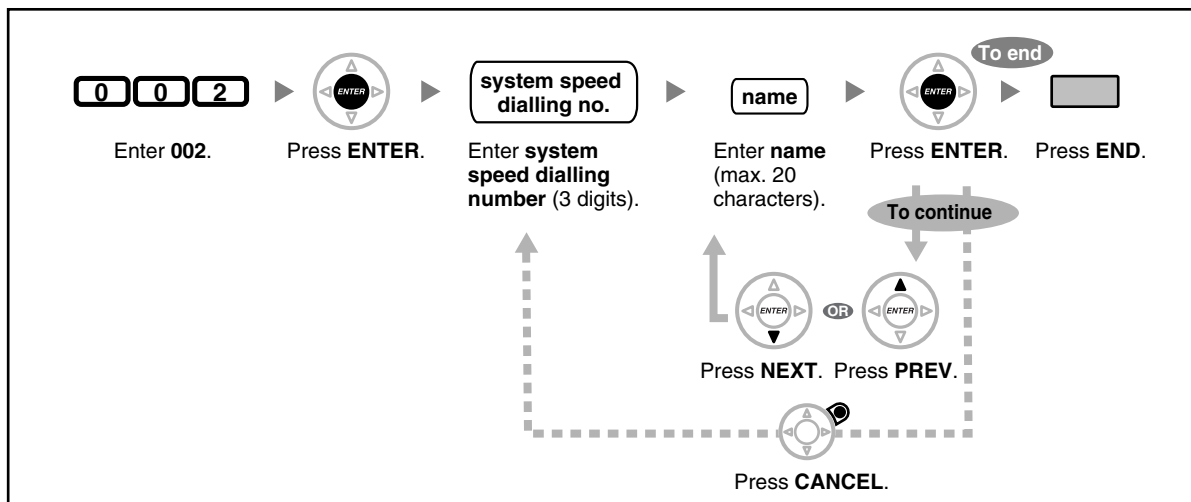 To end
0 0 2
ENTER
system speed
dialling no.
name
ENTER
Enter 002.
Press ENTER.
Enter system
speed dialling
number (3 digits).
Enter name
(max. 20
characters).
Press ENTER.
Press END.
To continue
ENTER
OR
ENTER
Press NEXT.
Press PREV.
Press CANCEL.